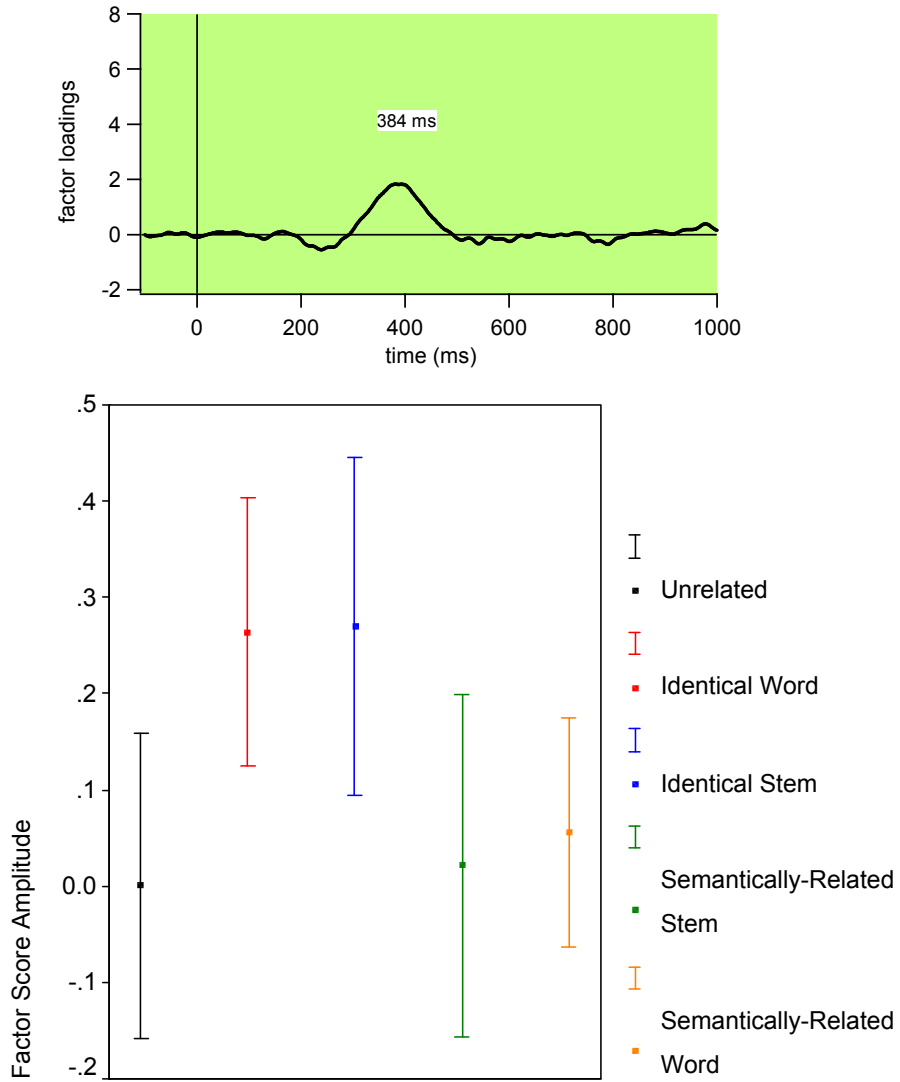 8
6
4
2
0
-2
factor loadings
384 ms
0 200 400 600 800 1000
time (ms)
.5
.4
.3
.2
.1
0.0
-.1
-.2
Factor Score Amplitude
Unrelated
Identical Word
Identical Stem
Semantically-Related
Stem
Semantically-Related
Word